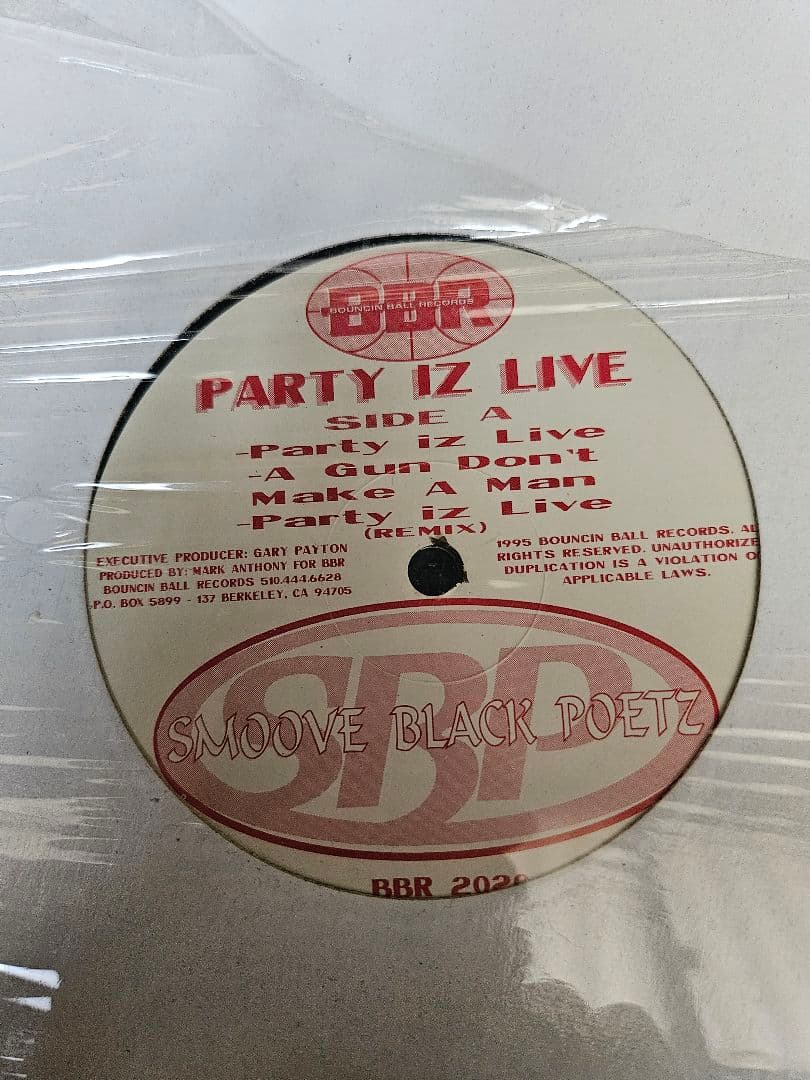 BBR
BOUNCIN BALL RECORDS
PARTY IZ LIVE
SIDE A
-Party iz Live
-A Gun Don't
Make A Man
-Party iz Live
(REMIX)
EXECUTIVE PRODUCER: GARY PAYTON
PRODUCED BY: MARK ANTHONY FOR BBR
BOUNCIN BALL RECORDS 510.444.6628
P.O. BOX 5899 - 137 BERKELEY, CA 94705
1995 BOUNCIN BALL RECORDS. AL
RIGHTS RESERVED. UNAUTHORIZE
DUPLICATION IS A VIOLATION O
APPLICABLE LAWS.
SBP
SMOOVE BLACK POETZ
BBR